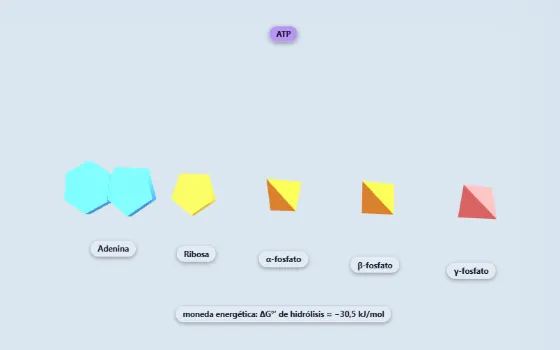 ATP
Adenina
Ribosa
α-fosfato
β-fosfato
γ-fosfato
moneda energética: ΔG°′ de hidrólisis ≈ −30,5 kJ/mol